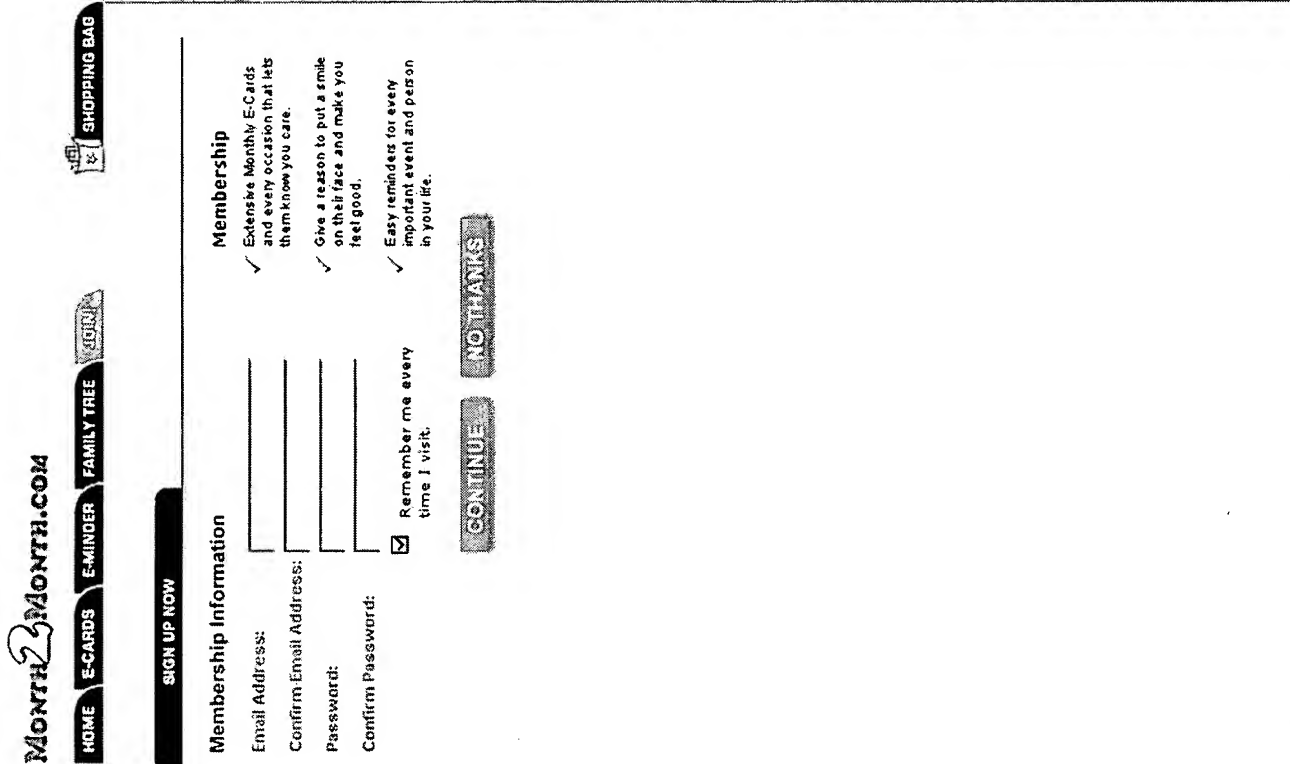 MONTH2MONTH.COM
HOME E-CARDS E-MINDER FAMILY TREE JOIN! SHOPPING BAG
SIGN UP NOW
Membership Information
Email Address:
Confirm Email Address:
Password:
Confirm Password:
Remember me every
time I visit.
Membership
✓ Extensive Monthly E-Cards
and every occasion that lets
them know you care.
✓ Give a reason to put a smile
on their face and make you
feel good.
✓ Easy reminders for every
important event and person
in your life.
CONTINUE NO THANKS